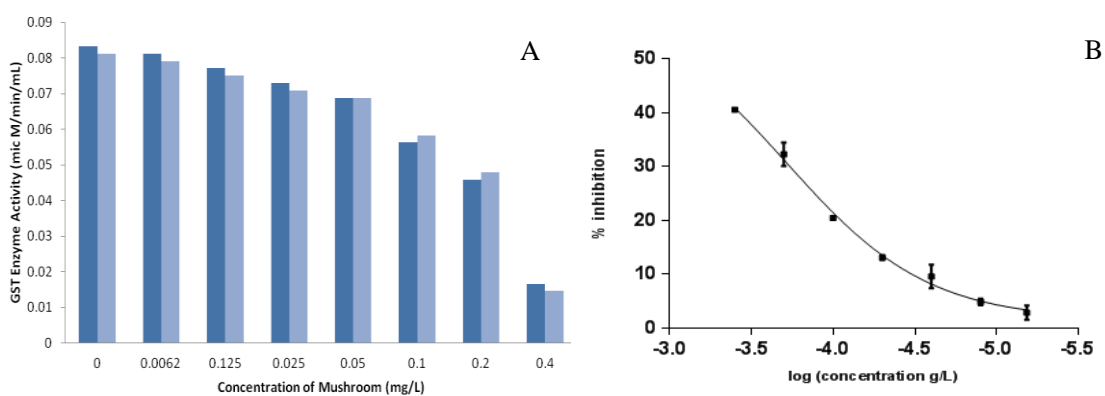 A
GST Enzyme Activity (mic M/min/mL)
0.09
0.08
0.07
0.06
0.05
0.04
0.03
0.02
0.01
0
0 0.0062 0.125 0.025 0.05 0.1 0.2 0.4
Concentration of Mushroom (mg/L)
B
% inhibition
50
40
30
20
10
0
-3.0 -3.5 -4.0 -4.5 -5.0 -5.5
log (concentration g/L)